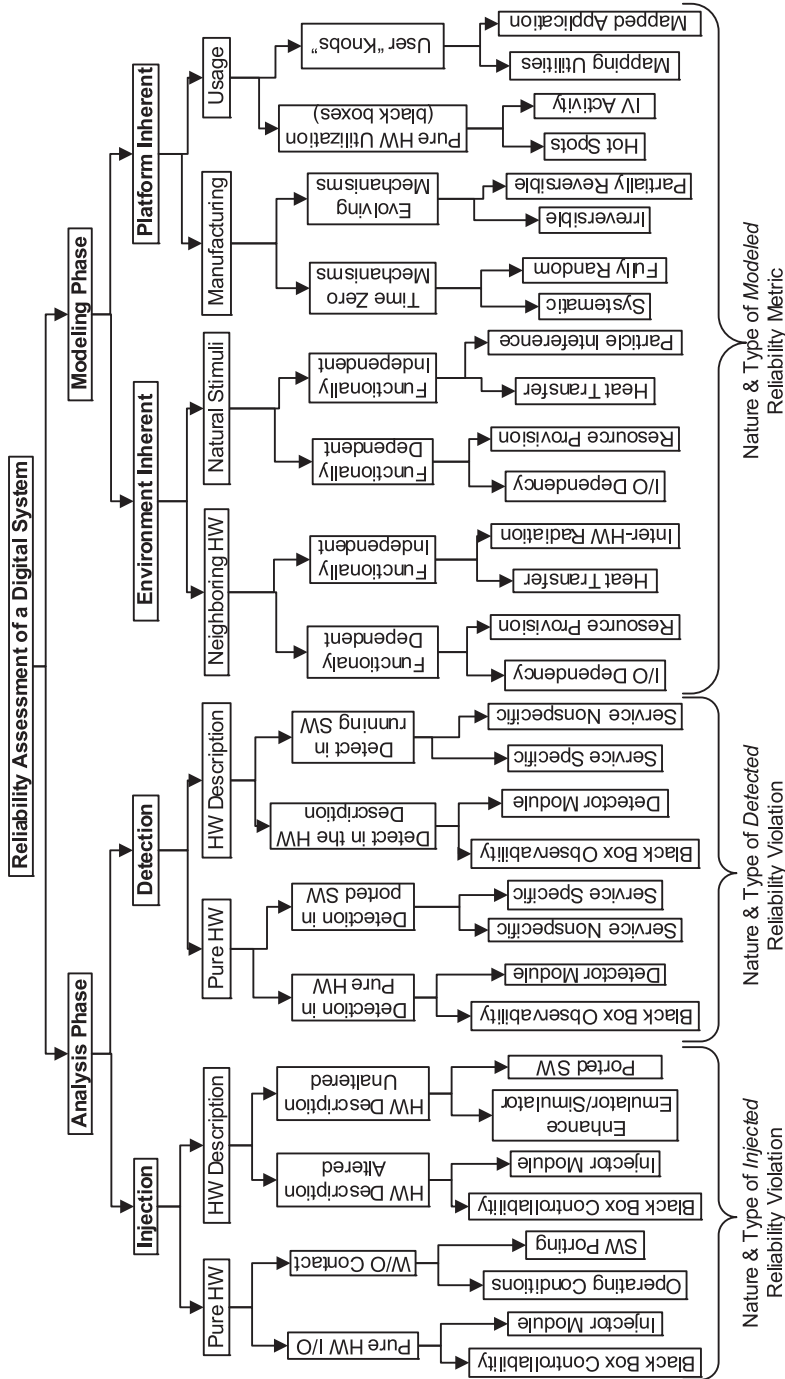 Reliability Assessment of a Digital System
Analysis Phase
Modeling Phase
Injection
Detection
Environment Inherent
Platform Inherent
Pure HW
HW Description
Pure HW
HW Description
Neighboring HW
Natural Stimuli
Manufacturing
Usage
Pure HW I/O
W/O Contact
HW Description
Altered
HW Description
Unaltered
Detection in
Pure HW
Detection in
ported SW
Detect in the HW
Description
Detect in
running SW
Functionaly
Dependent
Functionally
Independent
Functionally
Dependent
Functionally
Independent
Time Zero
Mechanisms
Evolving
Mechanisms
Pure HW Utilization
(black boxes)
User “Knobs”
Black Box Controllability
Injector Module
Operating Conditions
SW Porting
Black Box Controllability
Injector Module
Enhance
Emulator/Simulator
Ported SW
Black Box Observability
Detector Module
Service Nonspecific
Service Specific
Black Box Observability
Detector Module
Service Specific
Service Nonspecific
I/O Dependency
Resource Provision
Heat Transfer
Inter-HW Radiation
I/O Dependency
Resource Provision
Heat Transfer
Particle Inteference
Systematic
Fully Random
Irreversible
Partially Reversible
Hot Spots
IV Activity
Mapping Utilities
Mapped Application
Nature & Type of Injected
Reliability Violation
Nature & Type of Detected
Reliability Violation
Nature & Type of Modeled
Reliability Metric